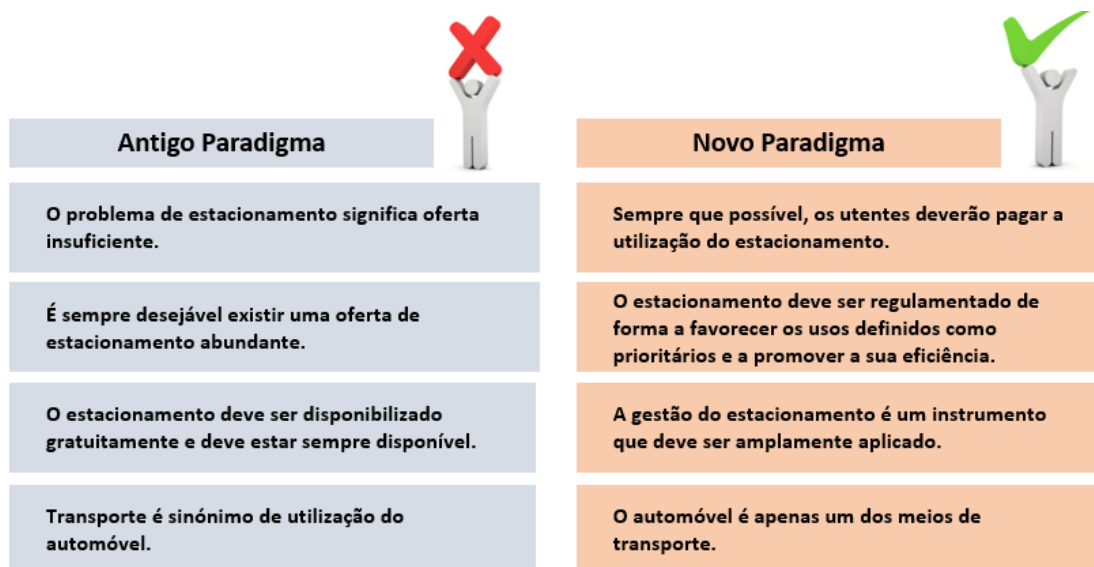 Antigo Paradigma
O problema de estacionamento significa oferta
insuficiente.
É sempre desejável existir uma oferta de
estacionamento abundante.
O estacionamento deve ser disponibilizado
gratuitamente e deve estar sempre disponível.
Transporte é sinónimo de utilização do
automóvel.
Novo Paradigma
Sempre que possível, os utentes deverão pagar a
utilização do estacionamento.
O estacionamento deve ser regulamentado de
forma a favorecer os usos definidos como
prioritários e a promover a sua eficiência.
A gestão do estacionamento é um instrumento
que deve ser amplamente aplicado.
O automóvel é apenas um dos meios de
transporte.